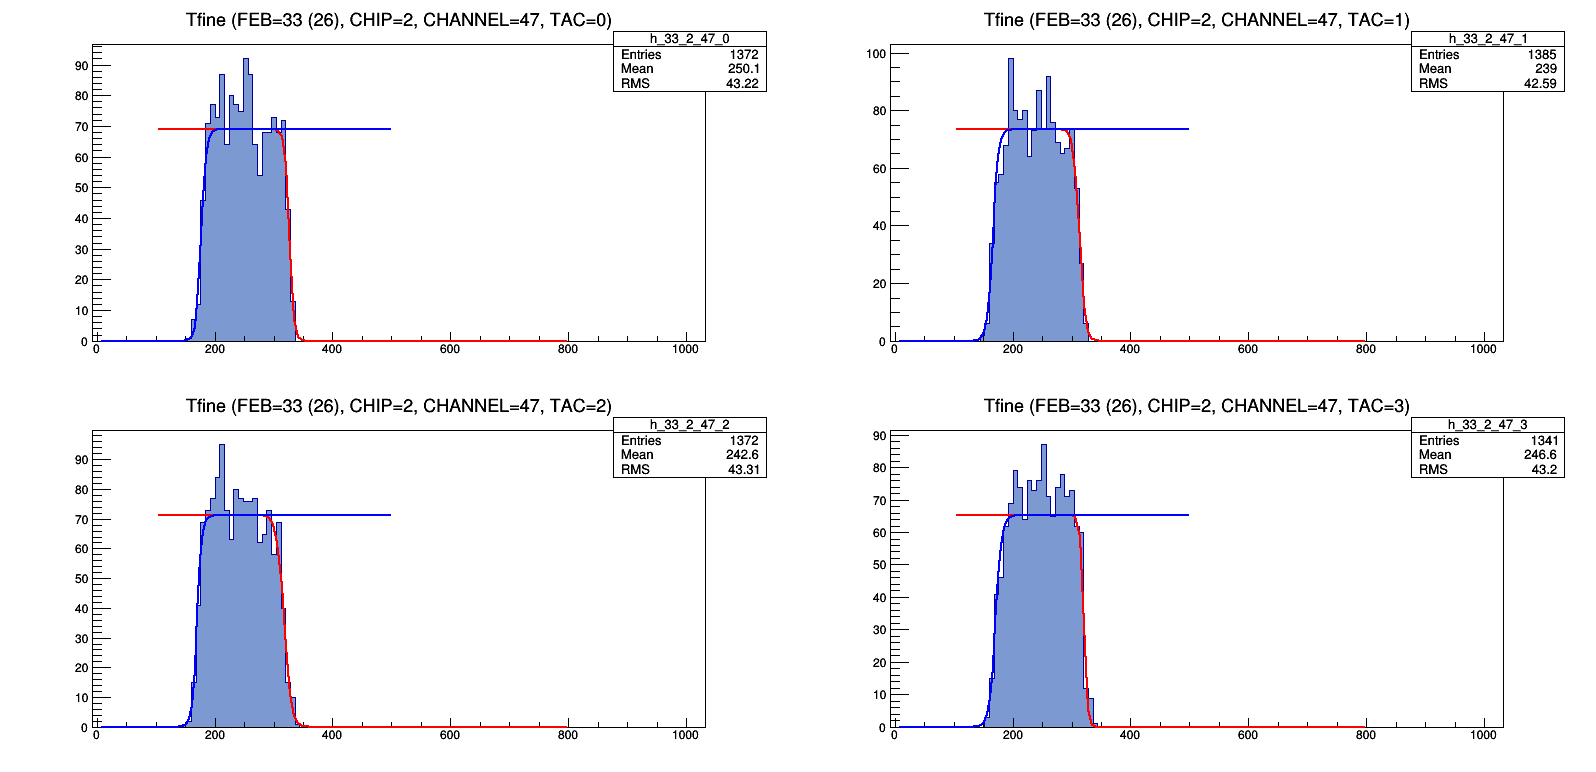 Tfine (FEB=33 (26), CHIP=2, CHANNEL=47, TAC=0)
h_33_2_47_0
Entries 1372
Mean 250.1
RMS 43.22
90
80
70
60
50
40
30
20
10
0
0 200 400 600 800 1000
Tfine (FEB=33 (26), CHIP=2, CHANNEL=47, TAC=1)
h_33_2_47_1
Entries 1385
Mean 239
RMS 42.59
100
80
60
40
20
0
0 200 400 600 800 1000
Tfine (FEB=33 (26), CHIP=2, CHANNEL=47, TAC=2)
h_33_2_47_2
Entries 1372
Mean 242.6
RMS 43.31
90
80
70
60
50
40
30
20
10
0
0 200 400 600 800 1000
Tfine (FEB=33 (26), CHIP=2, CHANNEL=47, TAC=3)
h_33_2_47_3
Entries 1341
Mean 246.6
RMS 43.2
90
80
70
60
50
40
30
20
10
0
0 200 400 600 800 1000